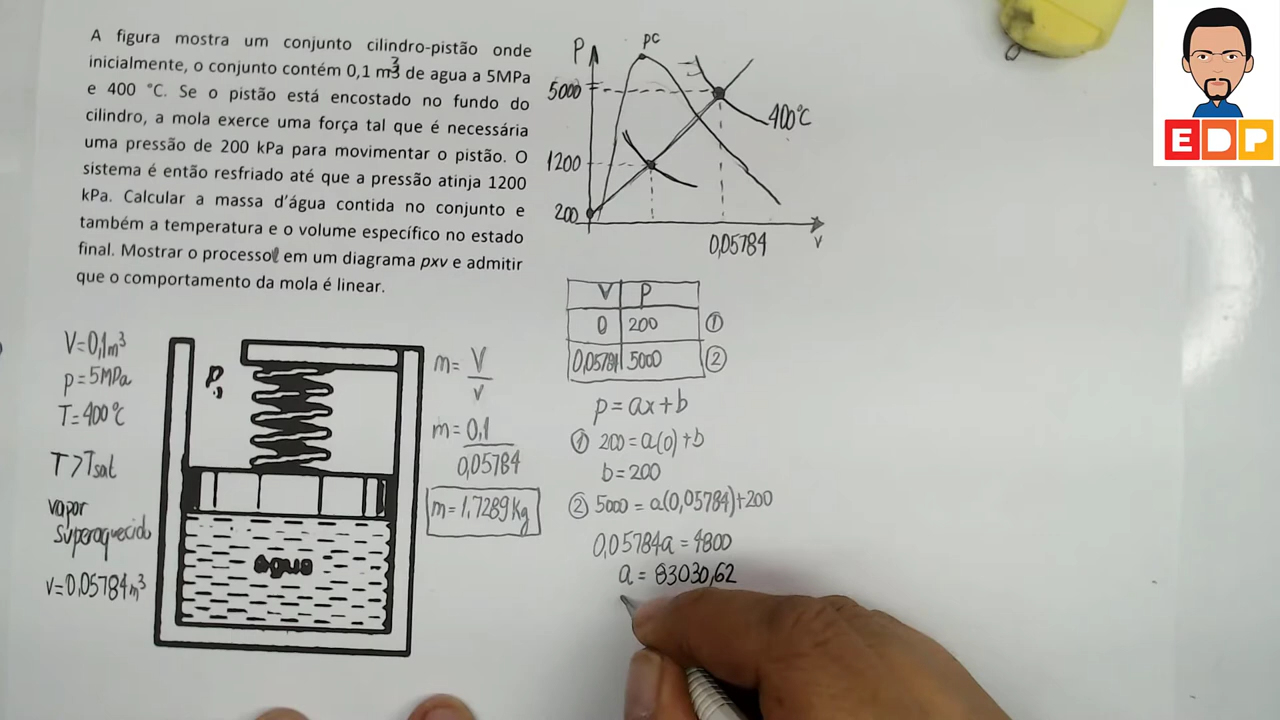 A figura mostra um conjunto cilindro-pistão onde
inicialmente, o conjunto contém 0,1 m³ de agua a 5MPa
e 400 °C. Se o pistão está encostado no fundo do
cilindro, a mola exerce uma força tal que é necessária
uma pressão de 200 kPa para movimentar o pistão. O
sistema é então resfriado até que a pressão atinja 1200
kPa. Calcular a massa d'água contida no conjunto e
também a temperatura e o volume específico no estado
final. Mostrar o processo em um diagrama pxv e admitir
que o comportamento da mola é linear.
V=0,1m³
p=5MPa
T=400°C
T>Tsat
vapor
superaquecido
v=0,05784m³
P1
Água
m= V/v
m= 0,1/0,05784
m=1,7289Kg
P
pc
5000
400°C
1200
200
0,05784
v
V P
0 200 ①
0,05784 5000 ②
p=ax+b
① 200=a(0)+b
b=200
② 5000=a(0,05784)+200
0,05784a=4800
a=83030,62
EDP